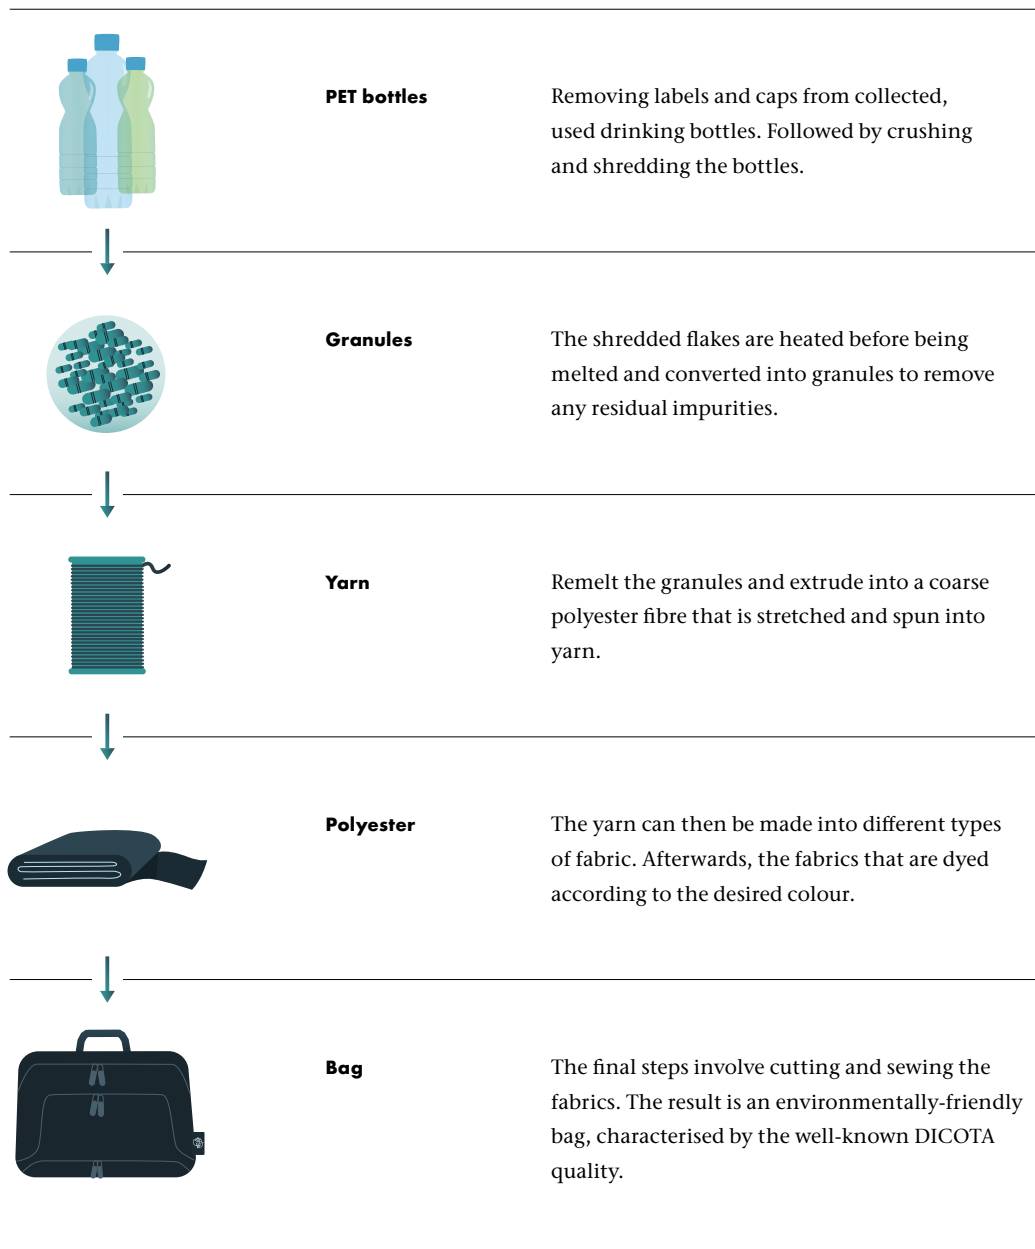 PET bottles
Removing labels and caps from collected,
used drinking bottles. Followed by crushing
and shredding the bottles.
Granules
The shredded flakes are heated before being
melted and converted into granules to remove
any residual impurities.
Yarn
Remelt the granules and extrude into a coarse
polyester fibre that is stretched and spun into
yarn.
Polyester
The yarn can then be made into different types
of fabric. Afterwards, the fabrics that are dyed
according to the desired colour.
Bag
The final steps involve cutting and sewing the
fabrics. The result is an environmentally-friendly
bag, characterised by the well-known DICOTA
quality.